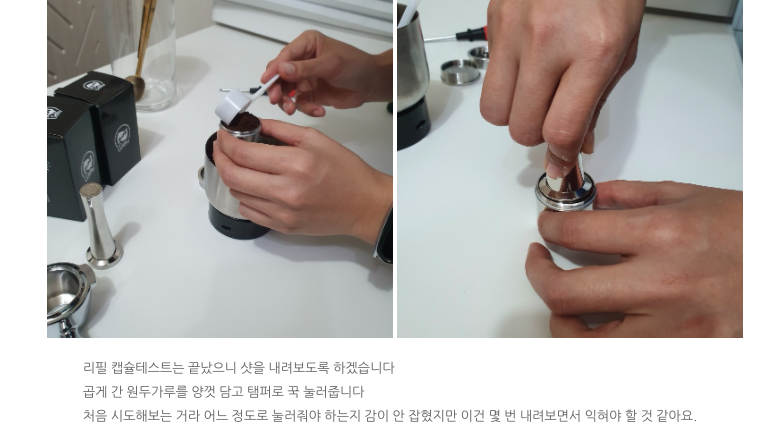 리필 캡슐테스트는 끝났으니 샷을 내려보도록 하겠습니다
곱게 간 원두가루를 양껏 담고 탬퍼로 꾹 눌러줍니다
처음 시도해보는 거라 어느 정도로 눌러줘야 하는지 감이 안 잡혔지만 이건 몇 번 내려보면서 익혀야 할 것 같아요.